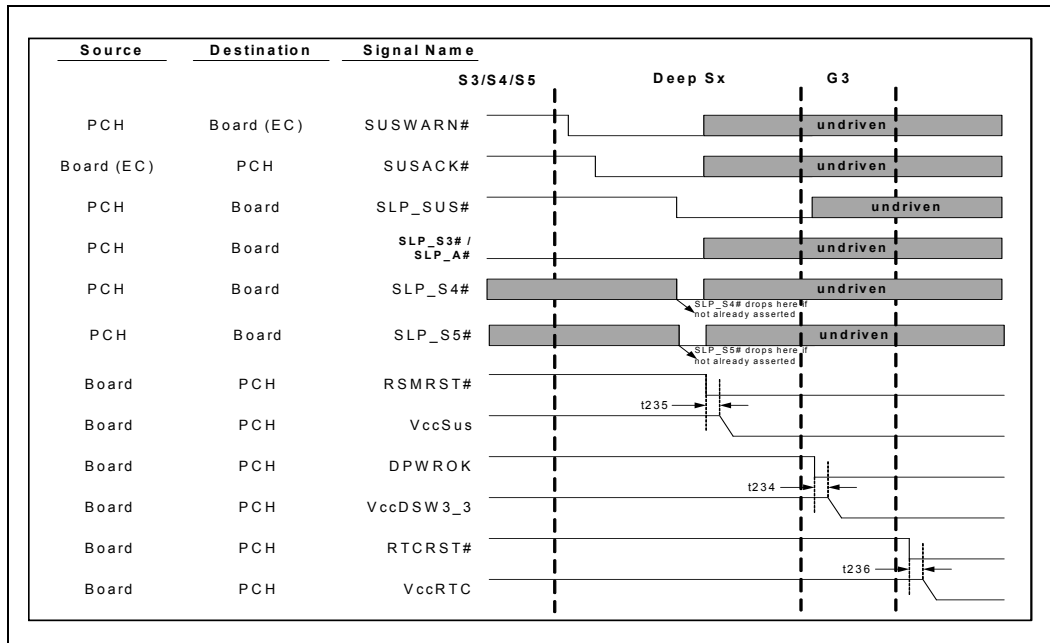 Source Destination Signal Name
S3/S4/S5 Deep Sx G3
PCH Board (EC) SUSWARN# undriven
Board (EC) PCH SUSACK# undriven
PCH Board SLP_SUS# undriven
PCH Board SLP_S3# / SLP_A# undriven
PCH Board SLP_S4# undriven
SLP_S4# drops here if
not already asserted
PCH Board SLP_S5# undriven
SLP_S5# drops here if
not already asserted
Board PCH RSMRST#
t235
Board PCH VccSus
Board PCH DPWROK
t234
Board PCH VccDSW3_3
Board PCH RTCRST#
t236
Board PCH VccRTC